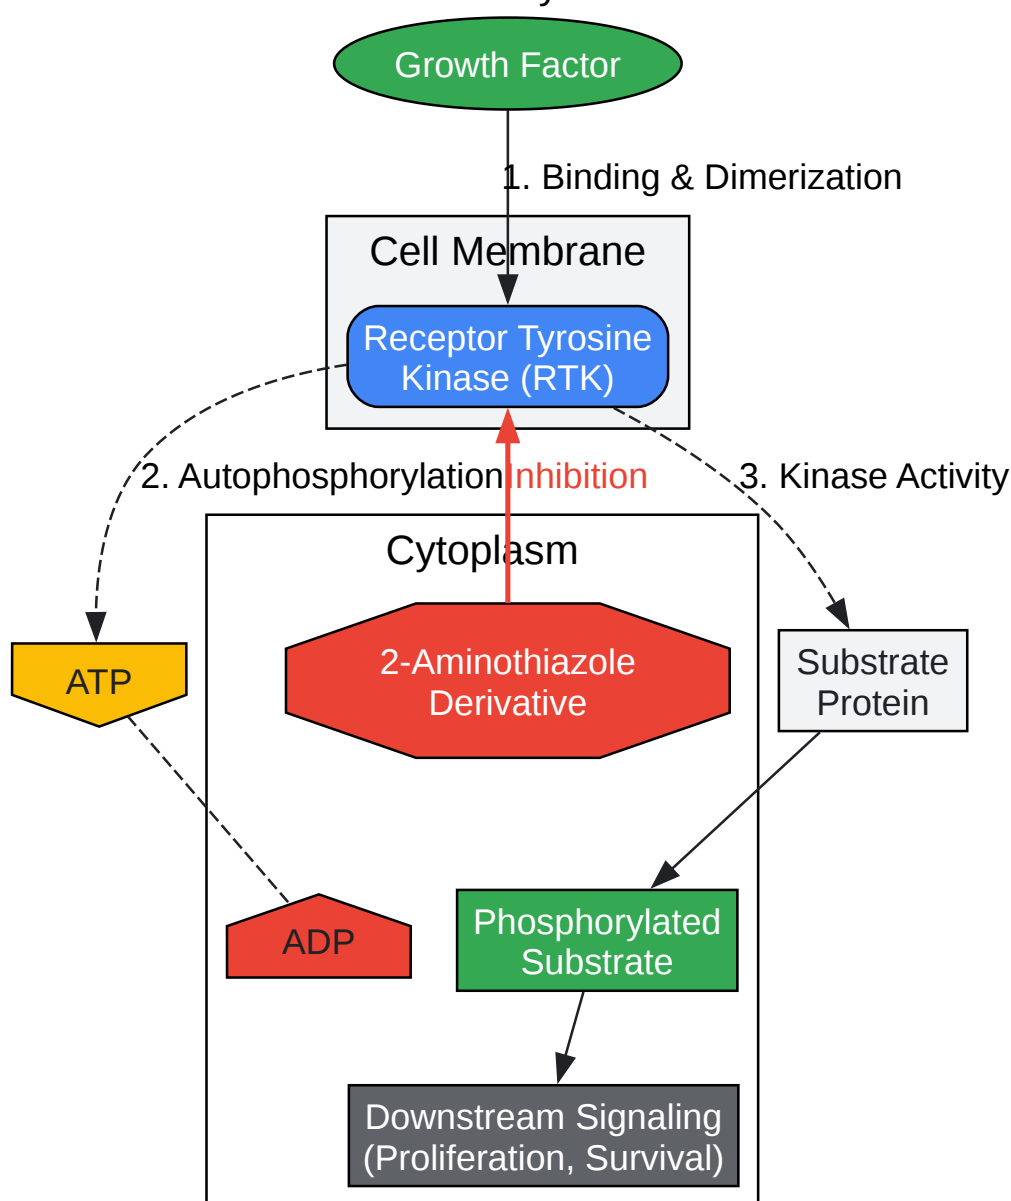 Growth Factor
1. Binding & Dimerization
Cell Membrane
Receptor Tyrosine
Kinase (RTK)
2. Autophosphorylation
Inhibition
3. Kinase Activity
Cytoplasm
ATP
2-Aminothiazole
Derivative
Substrate
Protein
ADP
Phosphorylated
Substrate
Downstream Signaling
(Proliferation, Survival)